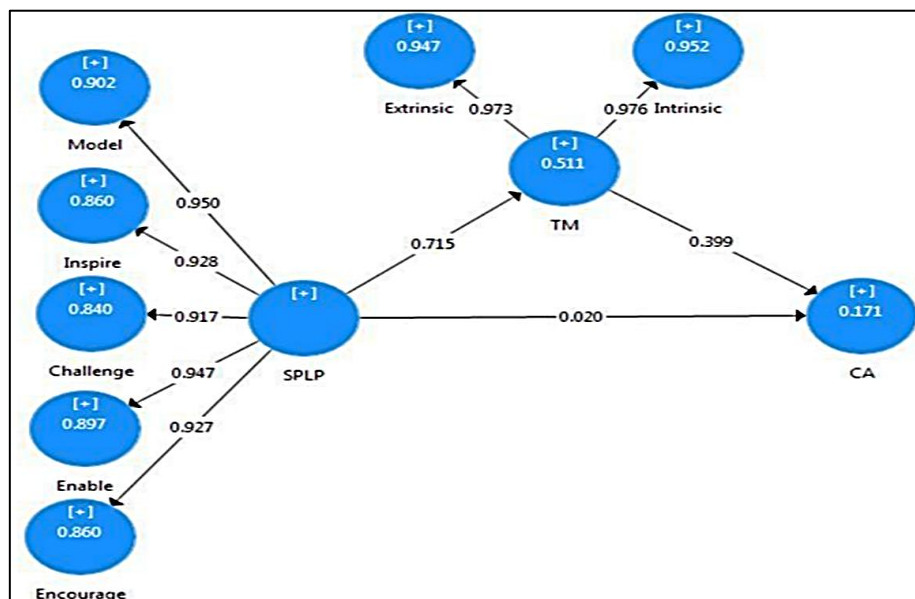 [+]
0.902
Model
[+]
0.860
Inspire
[+]
0.840
Challenge
[+]
0.897
Enable
[+]
0.860
Encourage
0.950
0.928
0.917
0.947
0.927
[+]
SPLP
0.715
0.020
[+]
0.947
Extrinsic
0.973
[+]
0.952
Intrinsic
0.976
[+]
0.511
TM
0.399
[+]
0.171
CA